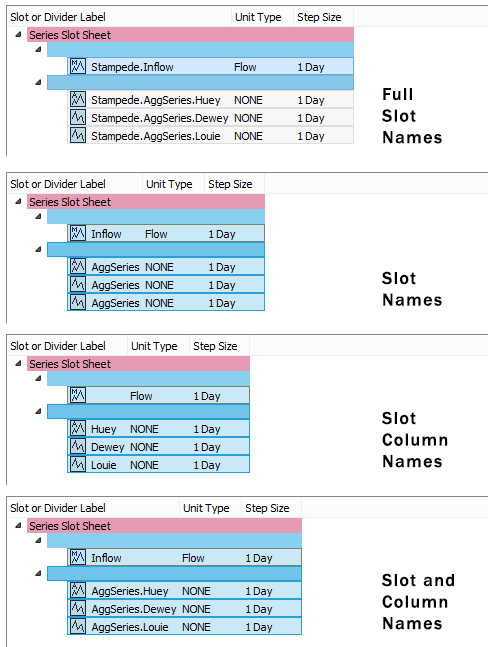 Slot or Divider Label Unit Type Step Size
Series Slot Sheet
Stampede.Inflow Flow 1 Day
Stampede.AggSeries.Huey NONE 1 Day
Stampede.AggSeries.Dewey NONE 1 Day
Stampede.AggSeries.Louie NONE 1 Day
Full
Slot
Names
Slot or Divider Label Unit Type Step Size
Series Slot Sheet
Inflow Flow 1 Day
AggSeries NONE 1 Day
AggSeries NONE 1 Day
AggSeries NONE 1 Day
Slot
Names
Slot or Divider Label Unit Type Step Size
Series Slot Sheet
Flow 1 Day
Huey NONE 1 Day
Dewey NONE 1 Day
Louie NONE 1 Day
Slot
Column
Names
Slot or Divider Label Unit Type Step Size
Series Slot Sheet
Inflow Flow 1 Day
AggSeries.Huey NONE 1 Day
AggSeries.Dewey NONE 1 Day
AggSeries.Louie NONE 1 Day
Slot and
Column
Names